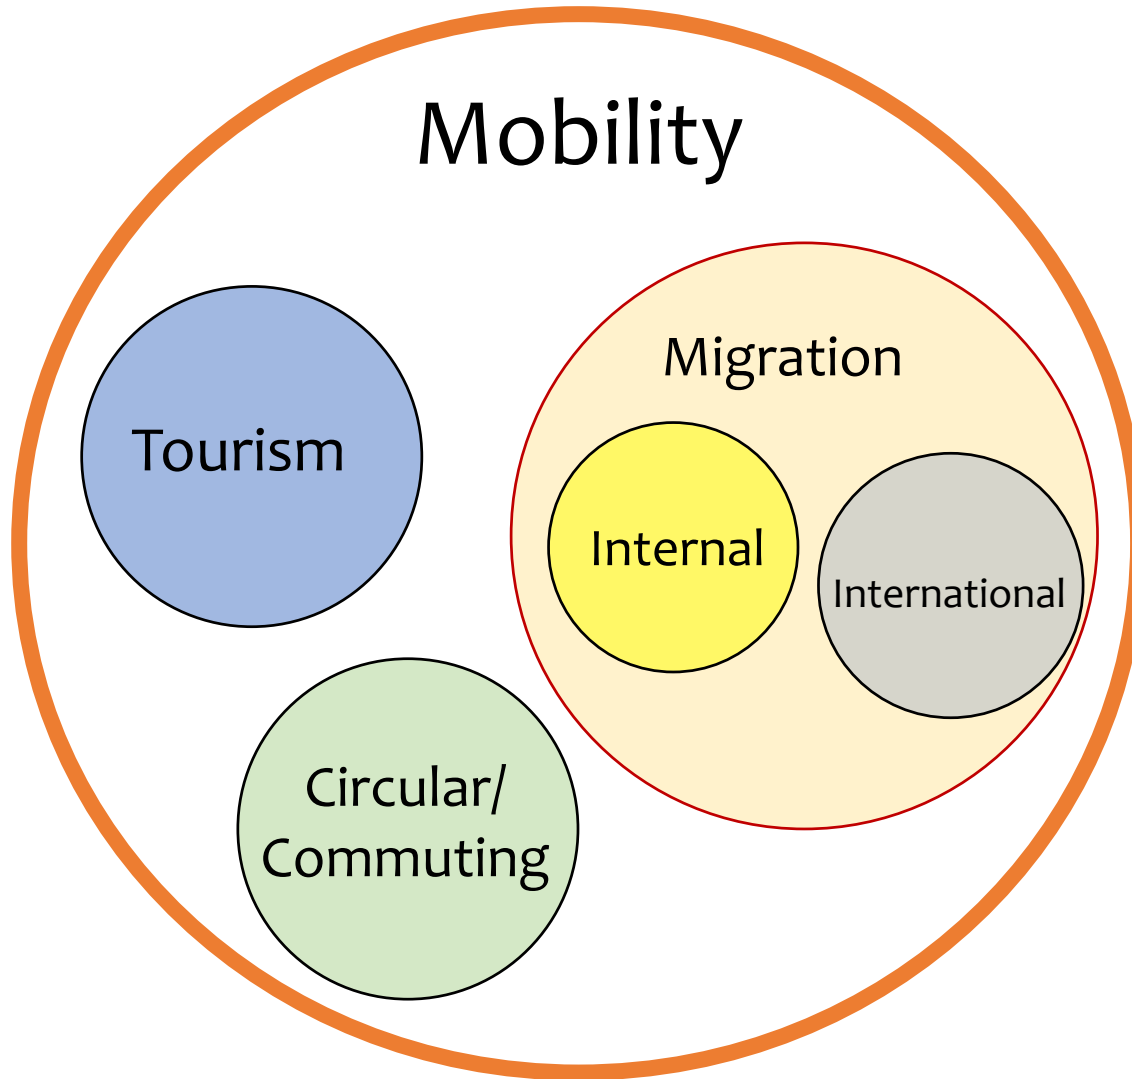 Mobility
Migration
Tourism
Internal
International
Circular/
Commuting